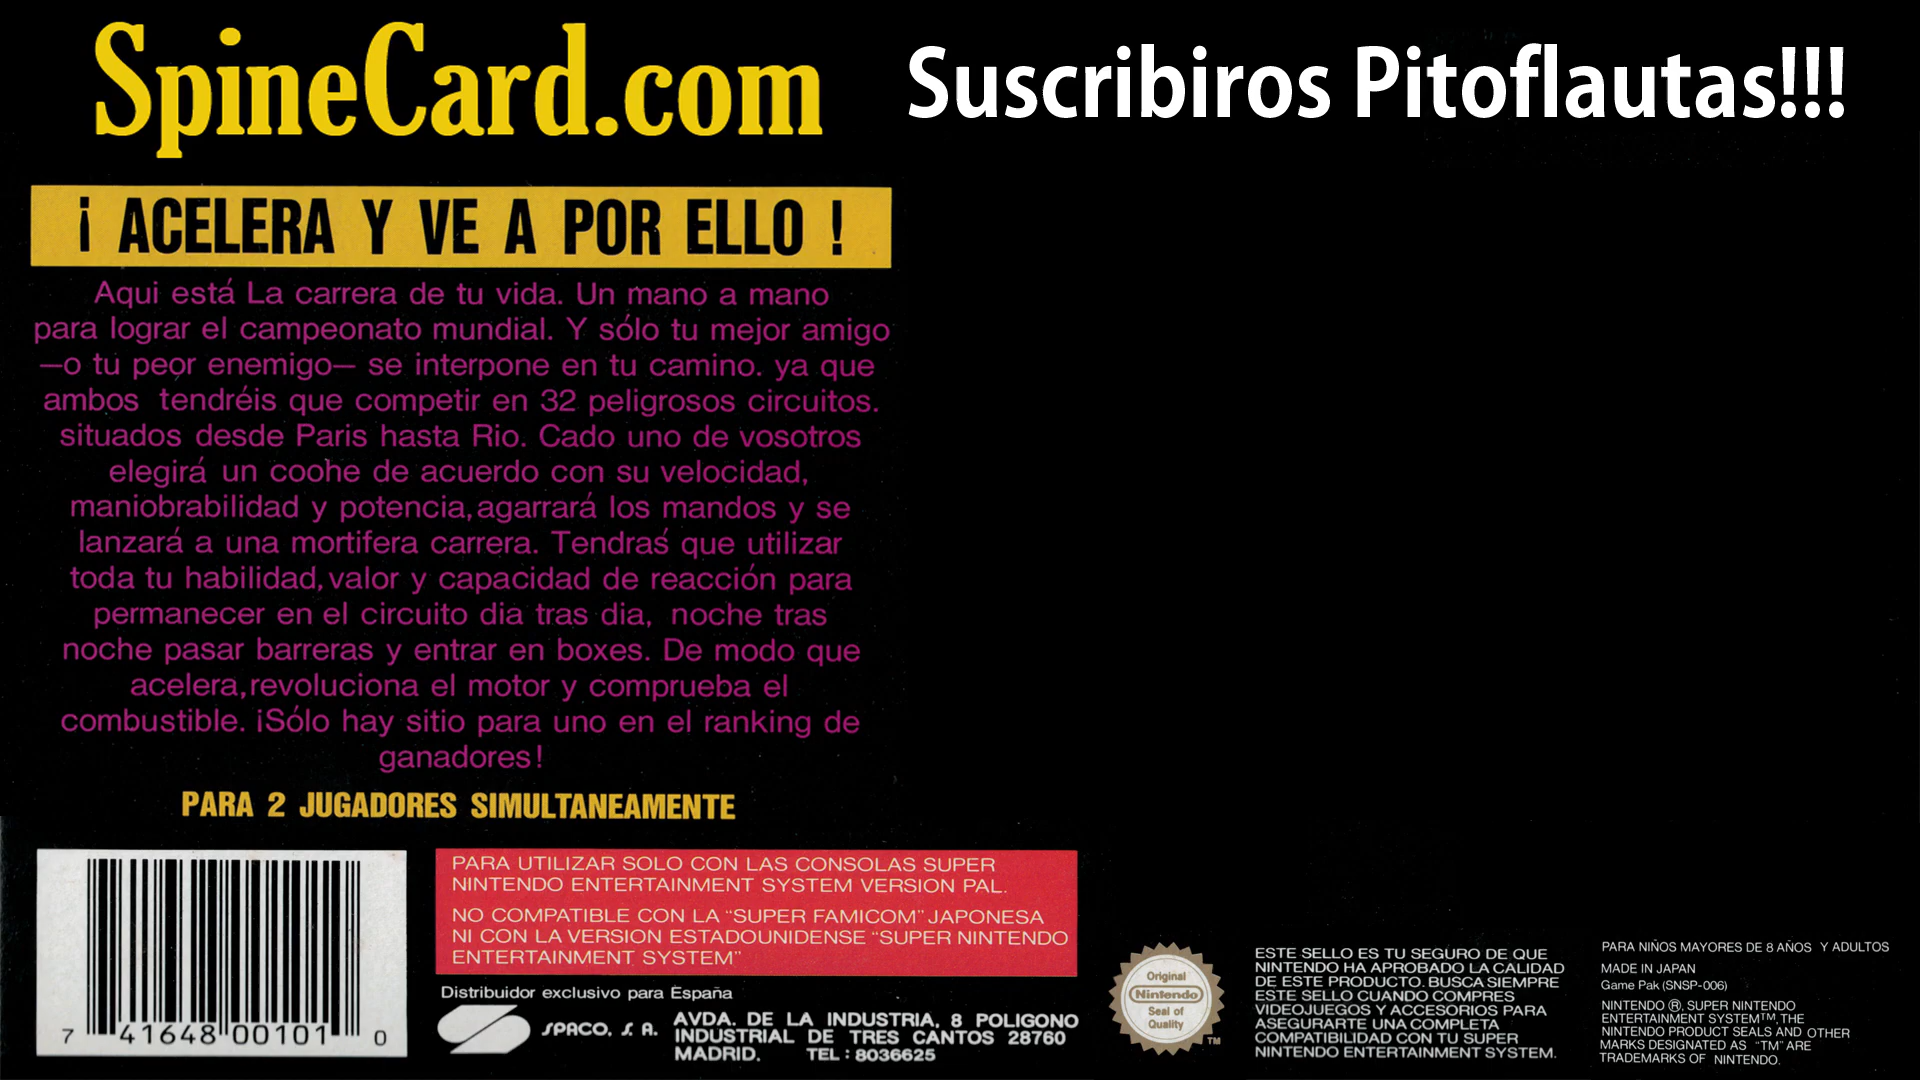 SpineCard.com
Suscribiros Pitoflautas!!!
¡ ACELERA Y VE A POR ELLO !
Aqui está La carrera de tu vida. Un mano a mano
para lograr el campeonato mundial. Y sólo tu mejor amigo
—o tu peor enemigo— se interpone en tu camino. ya que
ambos tendréis que competir en 32 peligrosos circuitos.
situados desde Paris hasta Rio. Cado uno de vosotros
elegirá un coohe de acuerdo con su velocidad,
maniobrabilidad y potencia, agarrará los mandos y se
lanzará a una mortifera carrera. Tendraś que utilizar
toda tu habilidad, valor y capacidad de reacción para
permanecer en el circuito dia tras dia, noche tras
noche pasar barreras y entrar en boxes. De modo que
acelera, revoluciona el motor y comprueba el
combustible. ¡Sólo hay sitio para uno en el ranking de
ganadores!
PARA 2 JUGADORES SIMULTANEAMENTE
7 41648 00101 0
PARA UTILIZAR SOLO CON LAS CONSOLAS SUPER
NINTENDO ENTERTAINMENT SYSTEM VERSION PAL.
NO COMPATIBLE CON LA "SUPER FAMICOM" JAPONESA
NI CON LA VERSION ESTADOUNIDENSE "SUPER NINTENDO
ENTERTAINMENT SYSTEM"
Distribuidor exclusivo para España
SPACO, S. A.
AVDA. DE LA INDUSTRIA, 8 POLIGONO
INDUSTRIAL DE TRES CANTOS 28760
MADRID. TEL : 8036625
Original
Nintendo
Seal of
Quality
TM
ESTE SELLO ES TU SEGURO DE QUE
NINTENDO HA APROBADO LA CALIDAD
DE ESTE PRODUCTO. BUSCA SIEMPRE
ESTE SELLO CUANDO COMPRES
VIDEOJUEGOS Y ACCESORIOS PARA
ASEGURARTE UNA COMPLETA
COMPATIBILIDAD CON TU SUPER
NINTENDO ENTERTAINMENT SYSTEM.
PARA NIÑOS MAYORES DE 8 AÑOS Y ADULTOS
MADE IN JAPAN
Game Pak (SNSP-006)
NINTENDO ®, SUPER NINTENDO
ENTERTAINMENT SYSTEM™ THE
NINTENDO PRODUCT SEALS AND OTHER
MARKS DESIGNATED AS "TM" ARE
TRADEMARKS OF NINTENDO.